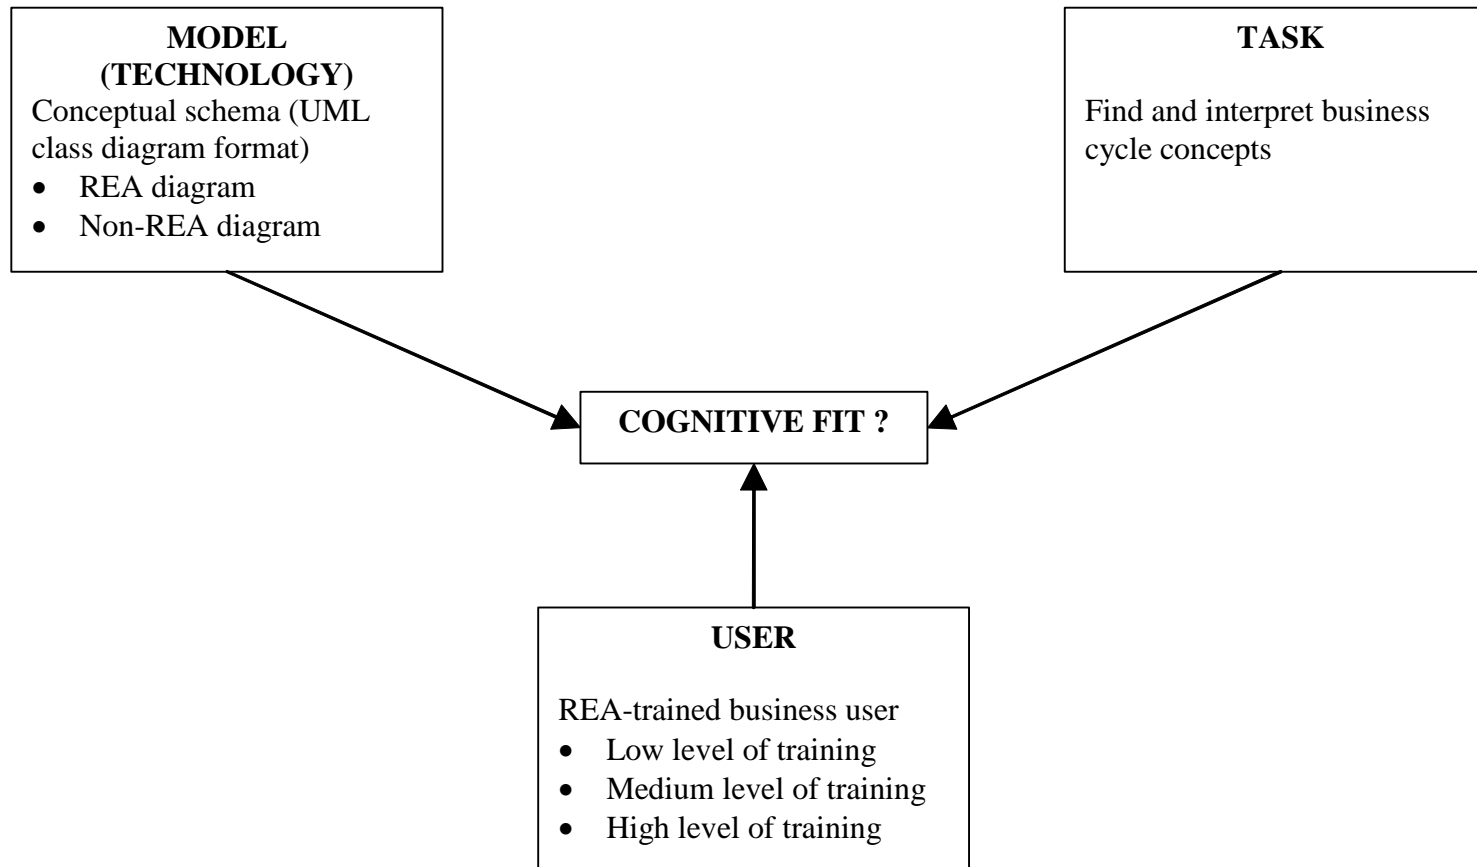 MODEL
(TECHNOLOGY)
Conceptual schema (UML
class diagram format)
• REA diagram
• Non-REA diagram
TASK
Find and interpret business
cycle concepts
COGNITIVE FIT ?
USER
REA-trained business user
• Low level of training
• Medium level of training
• High level of training